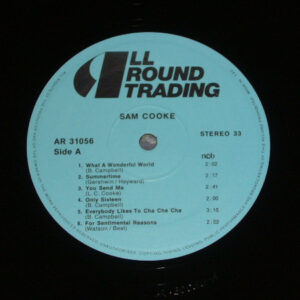 ALL
ROUND
TRADING
SAM COOKE
AR 31056
STEREO 33
Side A
ncb
1. What A Wonderful World 2:02
(B. Campbell)
2. Summertime 2:17
(Gershwin / Heyward)
3. You Send Me 2:41
(L. C. Cooke)
4. Only Sixteen 2:00
(B. Campbell)
5. Everybody Likes To Cha Cha Cha 3:15
(B. Campbell)
6. For Sentimental Reasons 2:02
(Watson / Best)